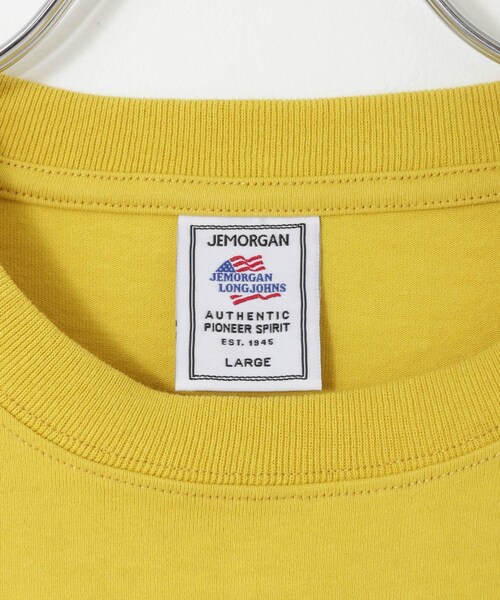 JEMORGAN
JEMORGAN
LONGJOHNS
AUTHENTIC
PIONEER SPIRIT
EST. 1945
LARGE